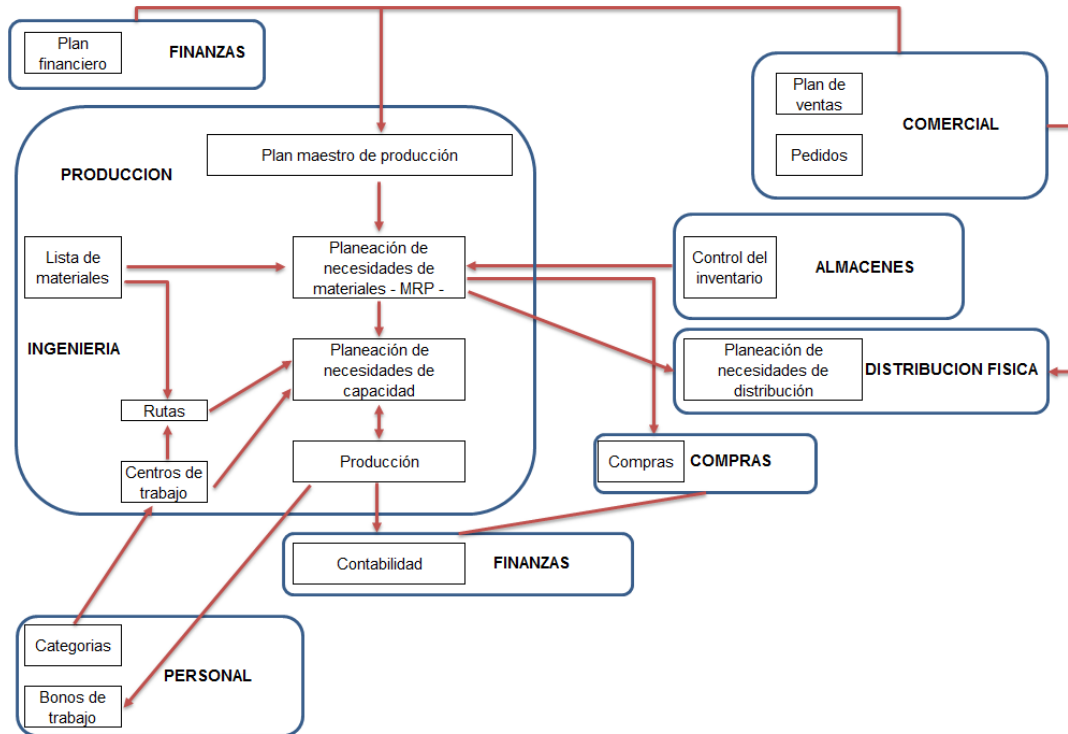 Plan
financiero
FINANZAS
Plan de
ventas
COMERCIAL
Pedidos
Plan maestro de producción
PRODUCCION
Lista de
materiales
Planeación de
necesidades de
materiales - MRP -
Control del
inventario
ALMACENES
INGENIERIA
Planeación de
necesidades de
capacidad
Planeación de
necesidades de
distribución
DISTRIBUCION FISICA
Rutas
Centros de
trabajo
Producción
Compras
COMPRAS
Contabilidad
FINANZAS
Categorias
PERSONAL
Bonos de
trabajo